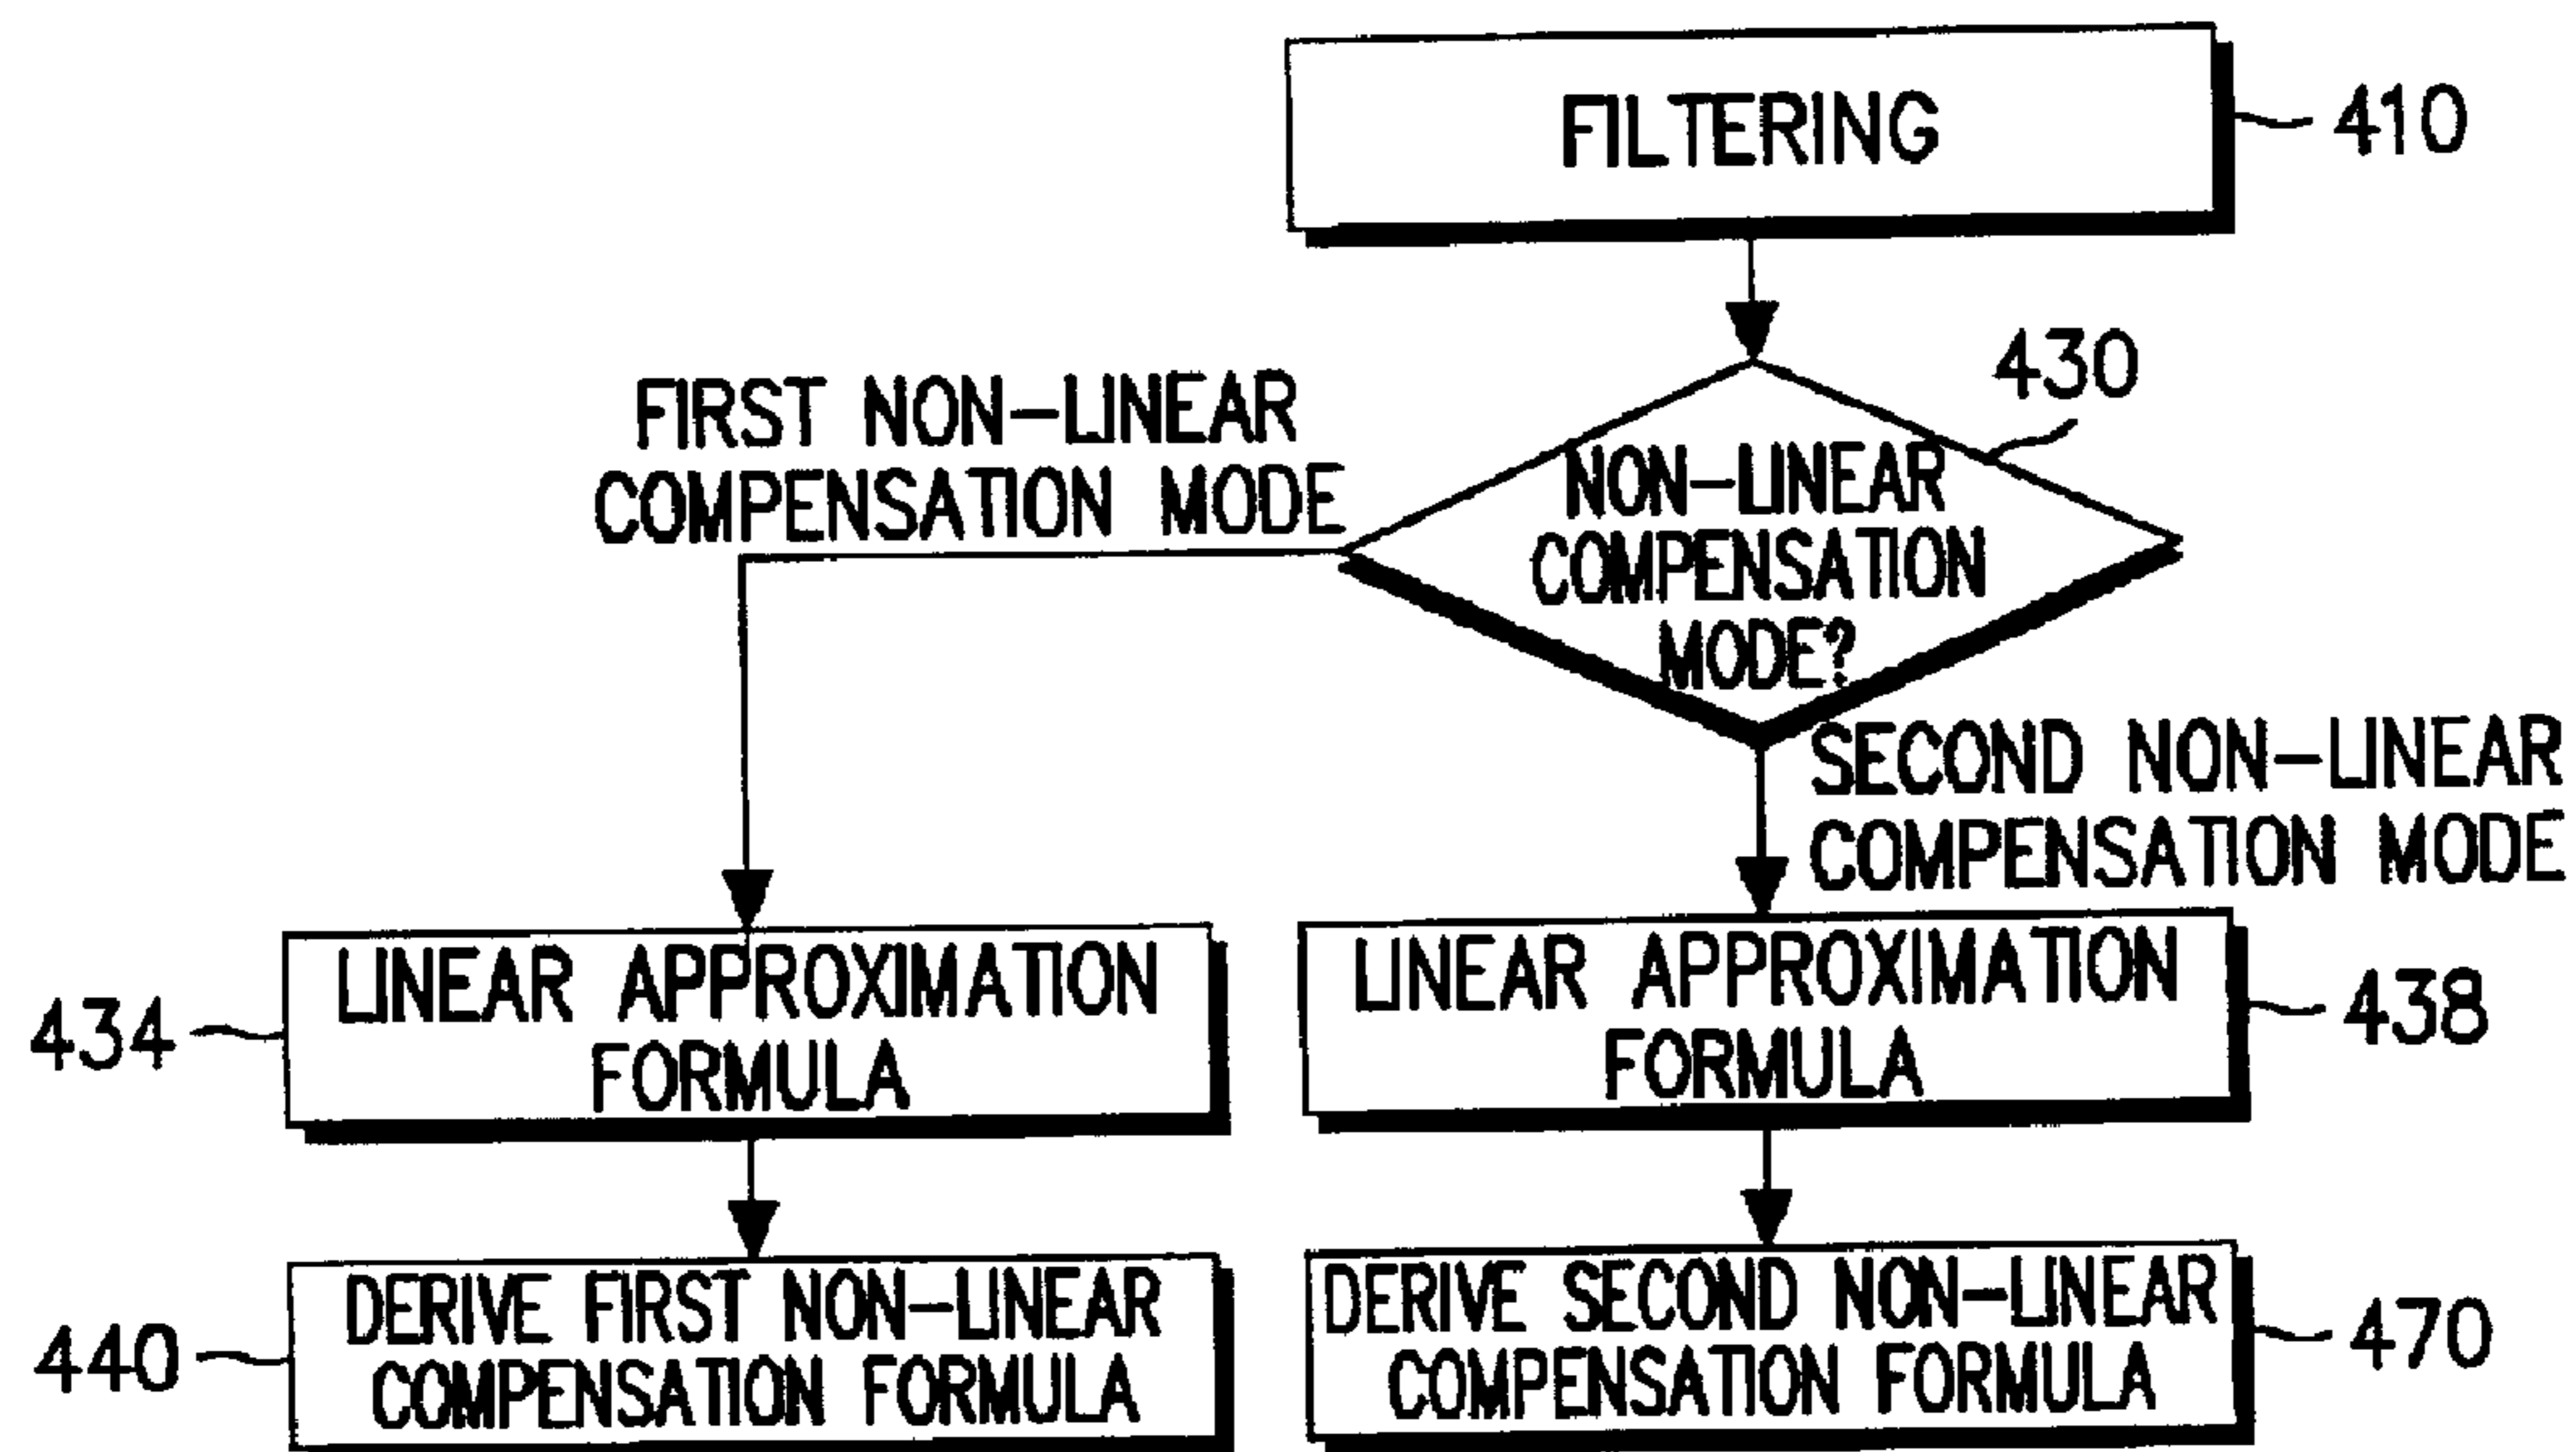 FILTERING
410
430
NON-LINEAR
COMPENSATION
MODE?
FIRST NON-LINEAR
COMPENSATION MODE
SECOND NON-LINEAR
COMPENSATION MODE
434
LINEAR APPROXIMATION
FORMULA
LINEAR APPROXIMATION
FORMULA
438
440
DERIVE FIRST NON-LINEAR
COMPENSATION FORMULA
DERIVE SECOND NON-LINEAR
COMPENSATION FORMULA
470